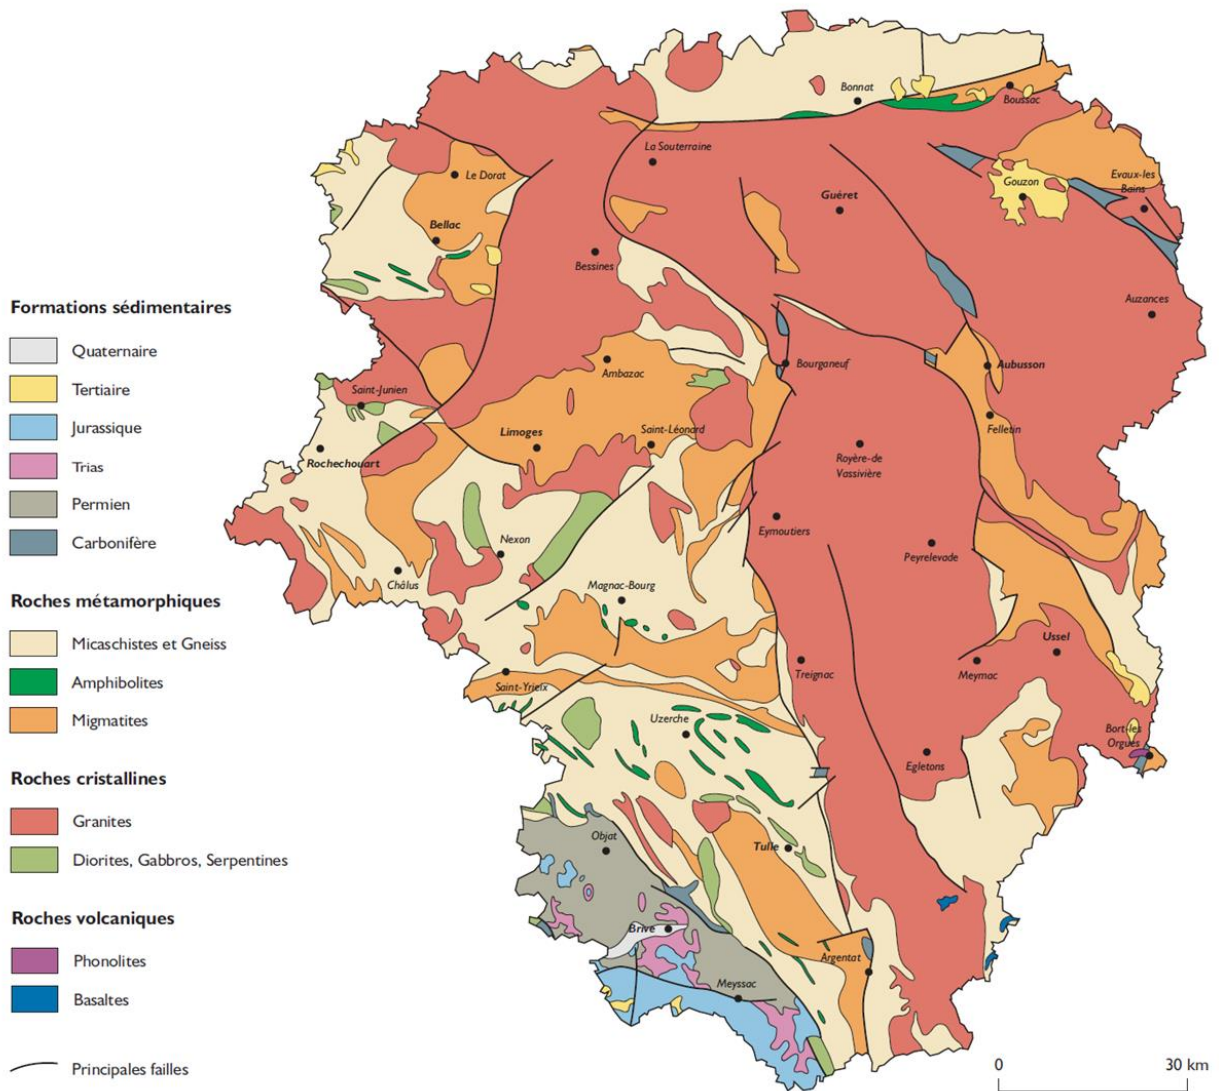 Formations sédimentaires
Quaternaire
Tertiaire
Jurassique
Trias
Permien
Carbonifère
Roches métamorphiques
Micaschistes et Gneiss
Amphibolites
Migmatites
Roches cristallines
Granites
Diorites, Gabbros, Serpentines
Roches volcaniques
Phonolites
Basaltes
Principales failles
Bonnat
Boussac
La Souterraine
Le Dorat
Guéret
Gouzon
Evaux-les
Bains
Bellac
Bessines
Auzances
Ambazac
Bourganeuf
Aubusson
Saint-Junien
Felletin
Limoges
Saint-Léonard
Rochechouart
Royère-de
Vassivière
Eymoutiers
Nexon
Peyrelevade
Châlus
Magnac-Bourg
Ussel
Treignac
Meymac
Saint-Yrieix
Uzerche
Bort-les
Orgues
Egletons
Objat
Tulle
Brive
Argentat
Meyssac
0 30 km